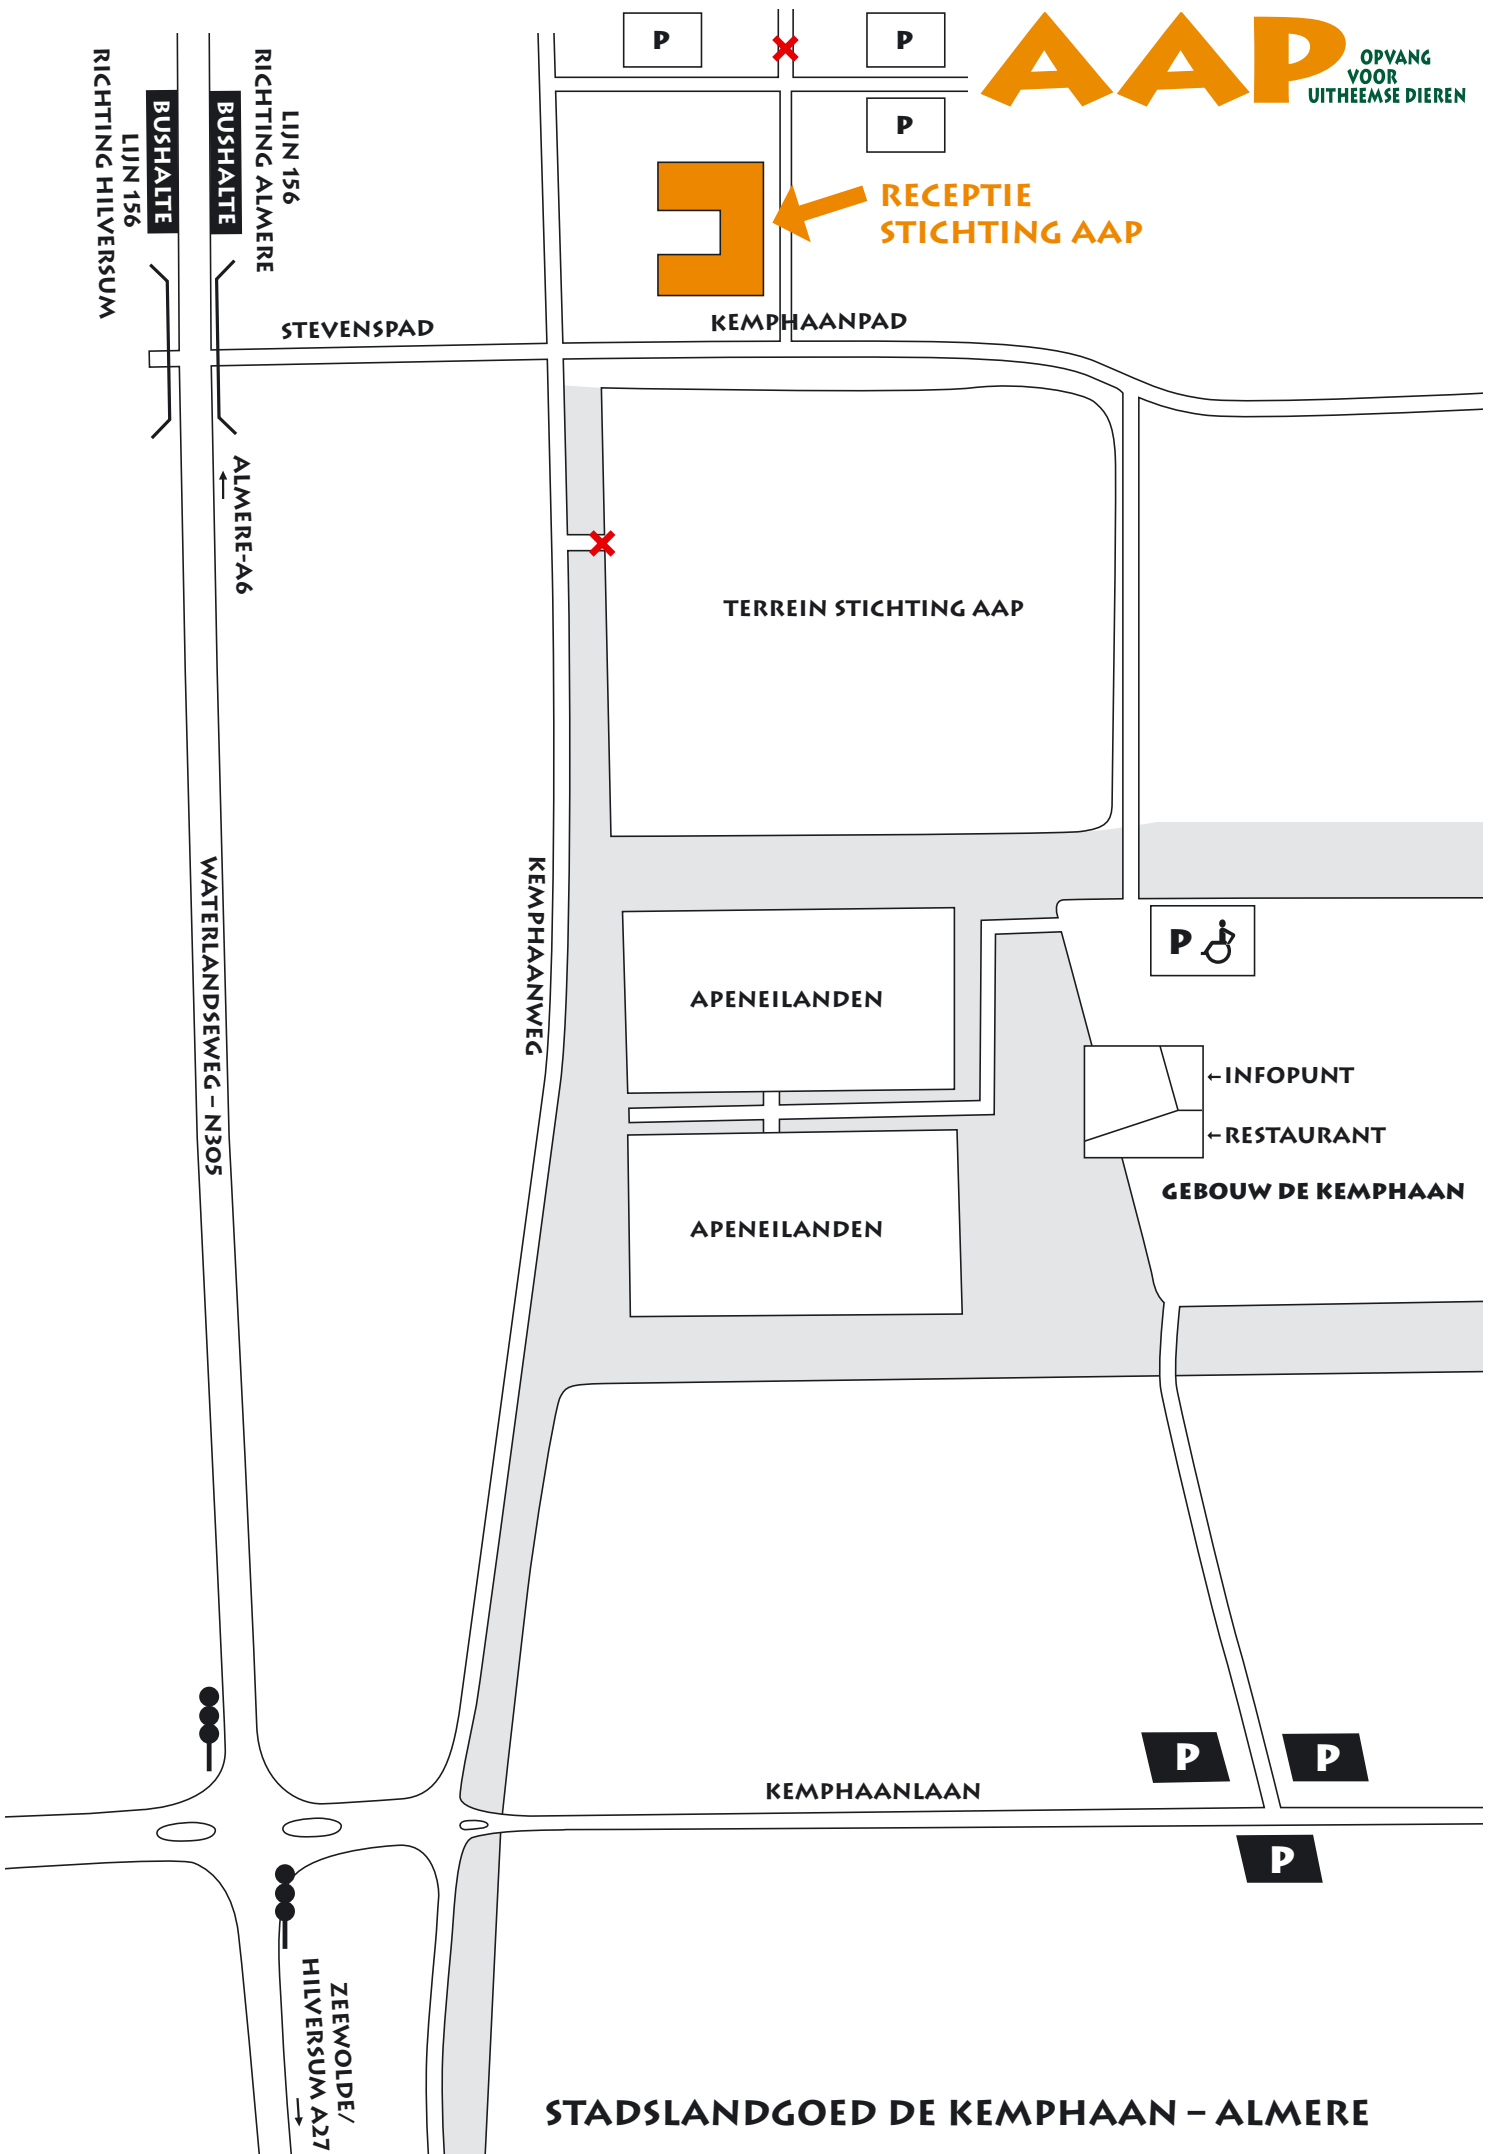 AAP
OPVANG
VOOR
UITHEEMSE DIEREN
P
P
P
RICHTING HILVERSUM
LIJN 156
BUSHALTE
BUSHALTE
RICHTING ALMERE
LIJN 156
RECEPTIE
STICHTING AAP
STEVENSPAD
KEMPHAANPAD
ALMERE-A6
TERREIN STICHTING AAP
WATERLANDSEWEG – N305
KEMPHAANWEG
P
APENEILANDEN
INFOPUNT
RESTAURANT
GEBOUW DE KEMPHAAN
APENEILANDEN
P
P
KEMPHAANLAAN
P
ZEEWOLDE/
HILVERSUM A27
STADSLANDGOED DE KEMPHAAN – ALMERE